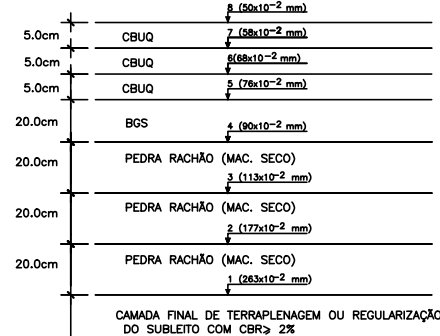 8 (50x10⁻² mm)
5.0cm CBUQ 7 (58x10⁻² mm)
5.0cm CBUQ 6(68x10⁻² mm)
5.0cm CBUQ 5 (76x10⁻² mm)
20.0cm BGS 4 (90x10⁻² mm)
20.0cm PEDRA RACHÃO (MAC. SECO)
3 (113x10⁻² mm)
20.0cm PEDRA RACHÃO (MAC. SECO)
2 (177x10⁻² mm)
20.0cm PEDRA RACHÃO (MAC. SECO)
1 (263x10⁻² mm)
CAMADA FINAL DE TERRAPLENAGEM OU REGULARIZAÇÃO
DO SUBLEITO COM CBR⩾ 2%